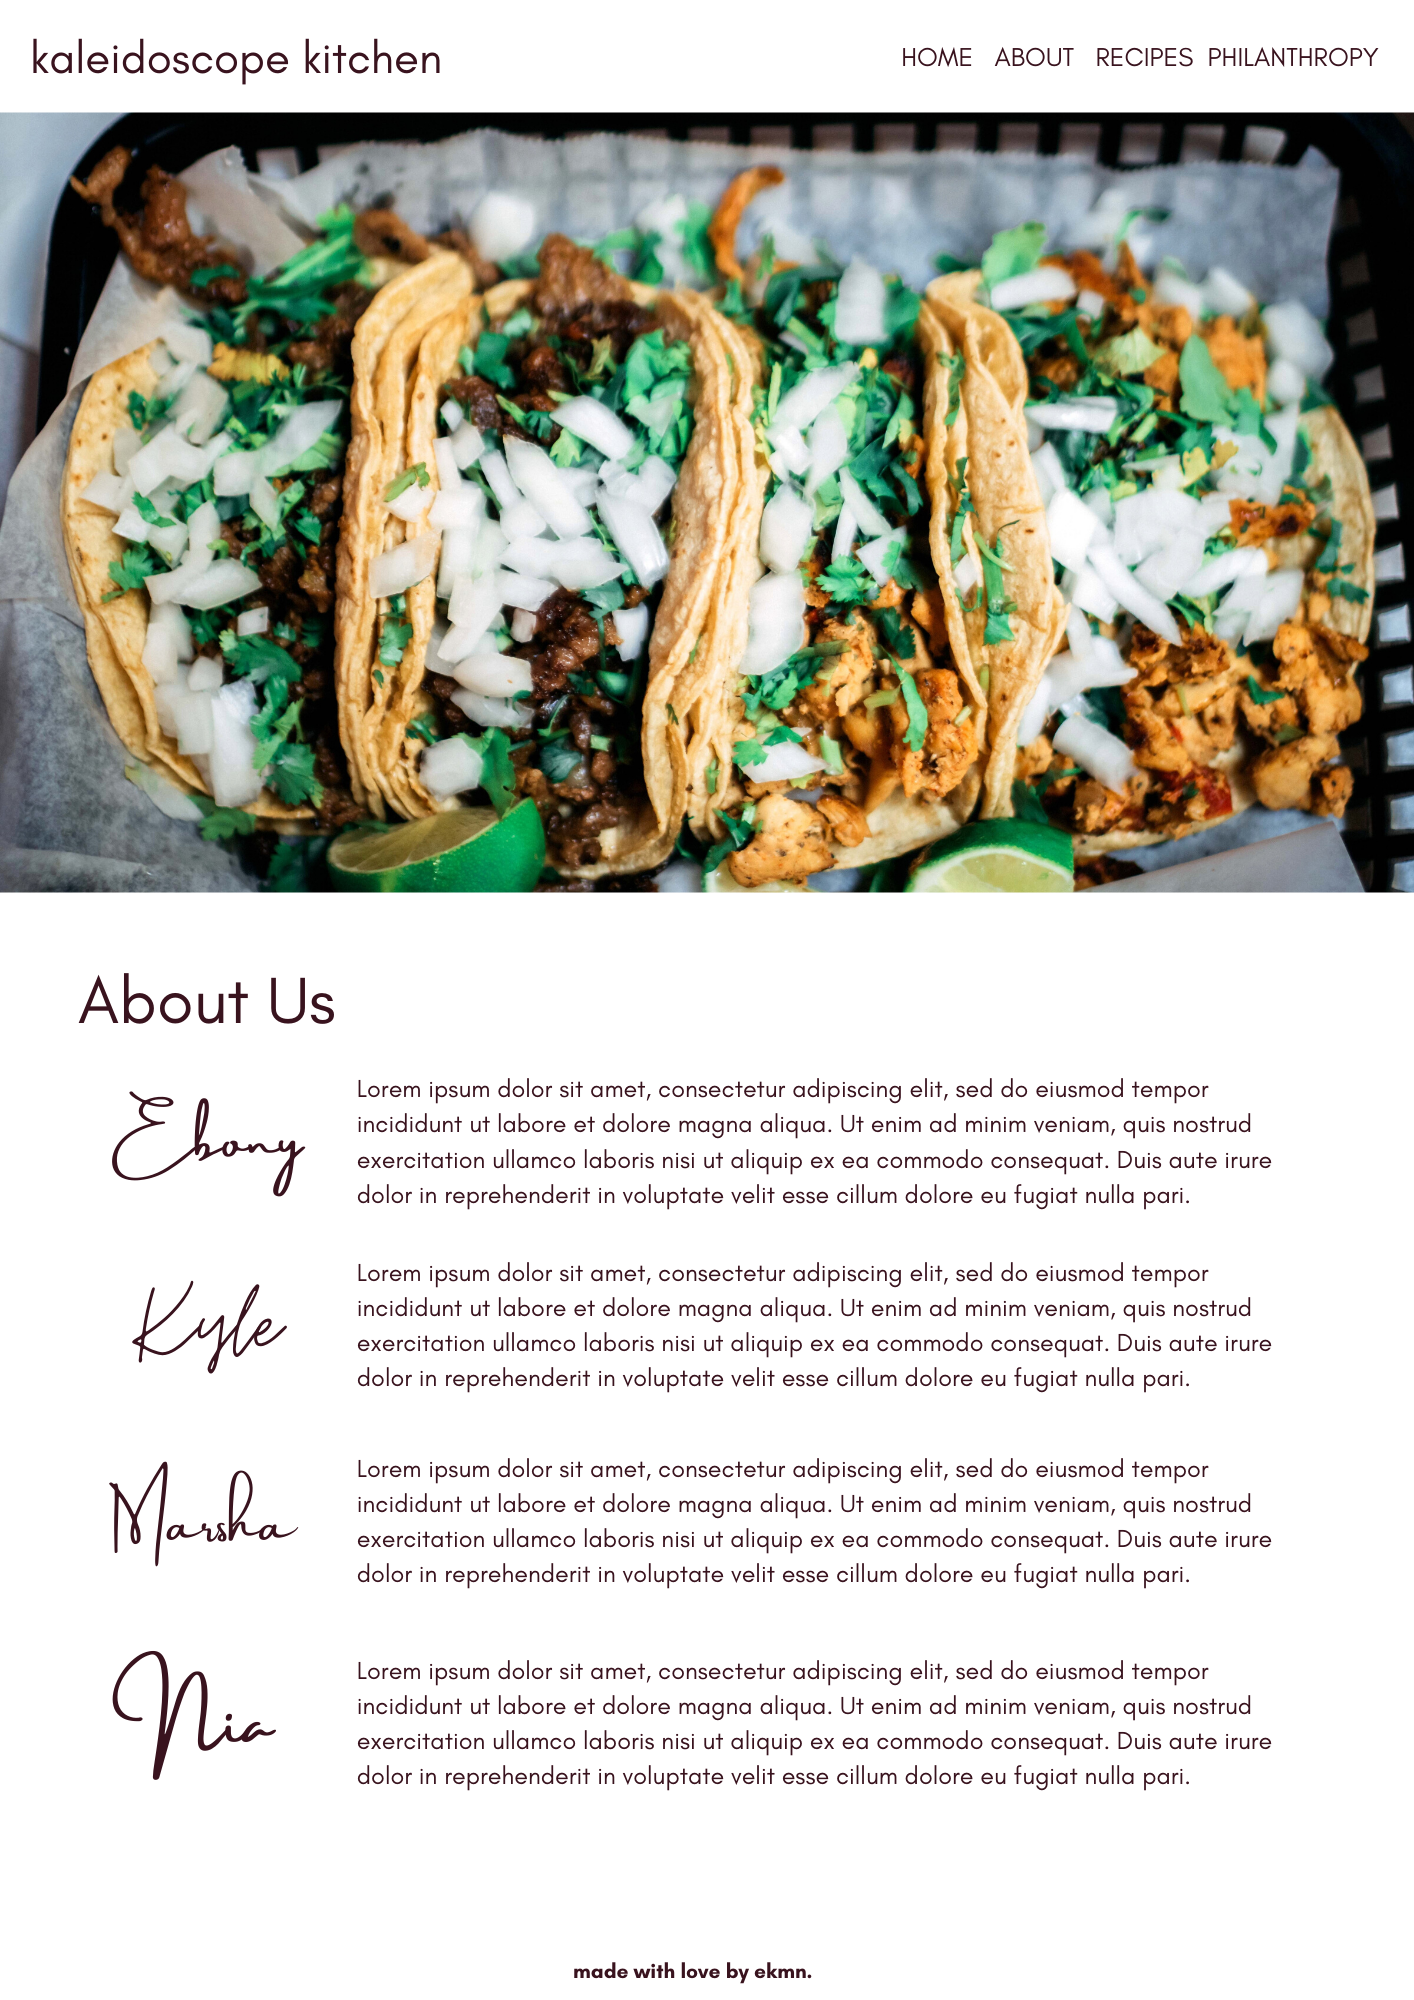 kaleidoscope kitchen
HOME ABOUT RECIPES PHILANTHROPY
About Us
Ebony
Lorem ipsum dolor sit amet, consectetur adipiscing elit, sed do eiusmod tempor
incididunt ut labore et dolore magna aliqua. Ut enim ad minim veniam, quis nostrud
exercitation ullamco laboris nisi ut aliquip ex ea commodo consequat. Duis aute irure
dolor in reprehenderit in voluptate velit esse cillum dolore eu fugiat nulla pari.
Kyle
Lorem ipsum dolor sit amet, consectetur adipiscing elit, sed do eiusmod tempor
incididunt ut labore et dolore magna aliqua. Ut enim ad minim veniam, quis nostrud
exercitation ullamco laboris nisi ut aliquip ex ea commodo consequat. Duis aute irure
dolor in reprehenderit in voluptate velit esse cillum dolore eu fugiat nulla pari.
Marsha
Lorem ipsum dolor sit amet, consectetur adipiscing elit, sed do eiusmod tempor
incididunt ut labore et dolore magna aliqua. Ut enim ad minim veniam, quis nostrud
exercitation ullamco laboris nisi ut aliquip ex ea commodo consequat. Duis aute irure
dolor in reprehenderit in voluptate velit esse cillum dolore eu fugiat nulla pari.
Nia
Lorem ipsum dolor sit amet, consectetur adipiscing elit, sed do eiusmod tempor
incididunt ut labore et dolore magna aliqua. Ut enim ad minim veniam, quis nostrud
exercitation ullamco laboris nisi ut aliquip ex ea commodo consequat. Duis aute irure
dolor in reprehenderit in voluptate velit esse cillum dolore eu fugiat nulla pari.
made with love by ekmn.